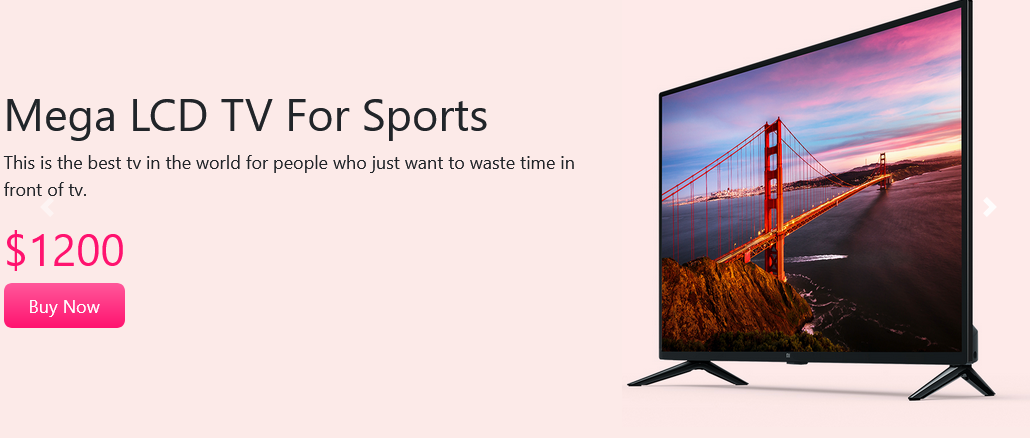 Mega LCD TV For Sports
This is the best tv in the world for people who just want to waste time in
front of tv.
$1200
Buy Now